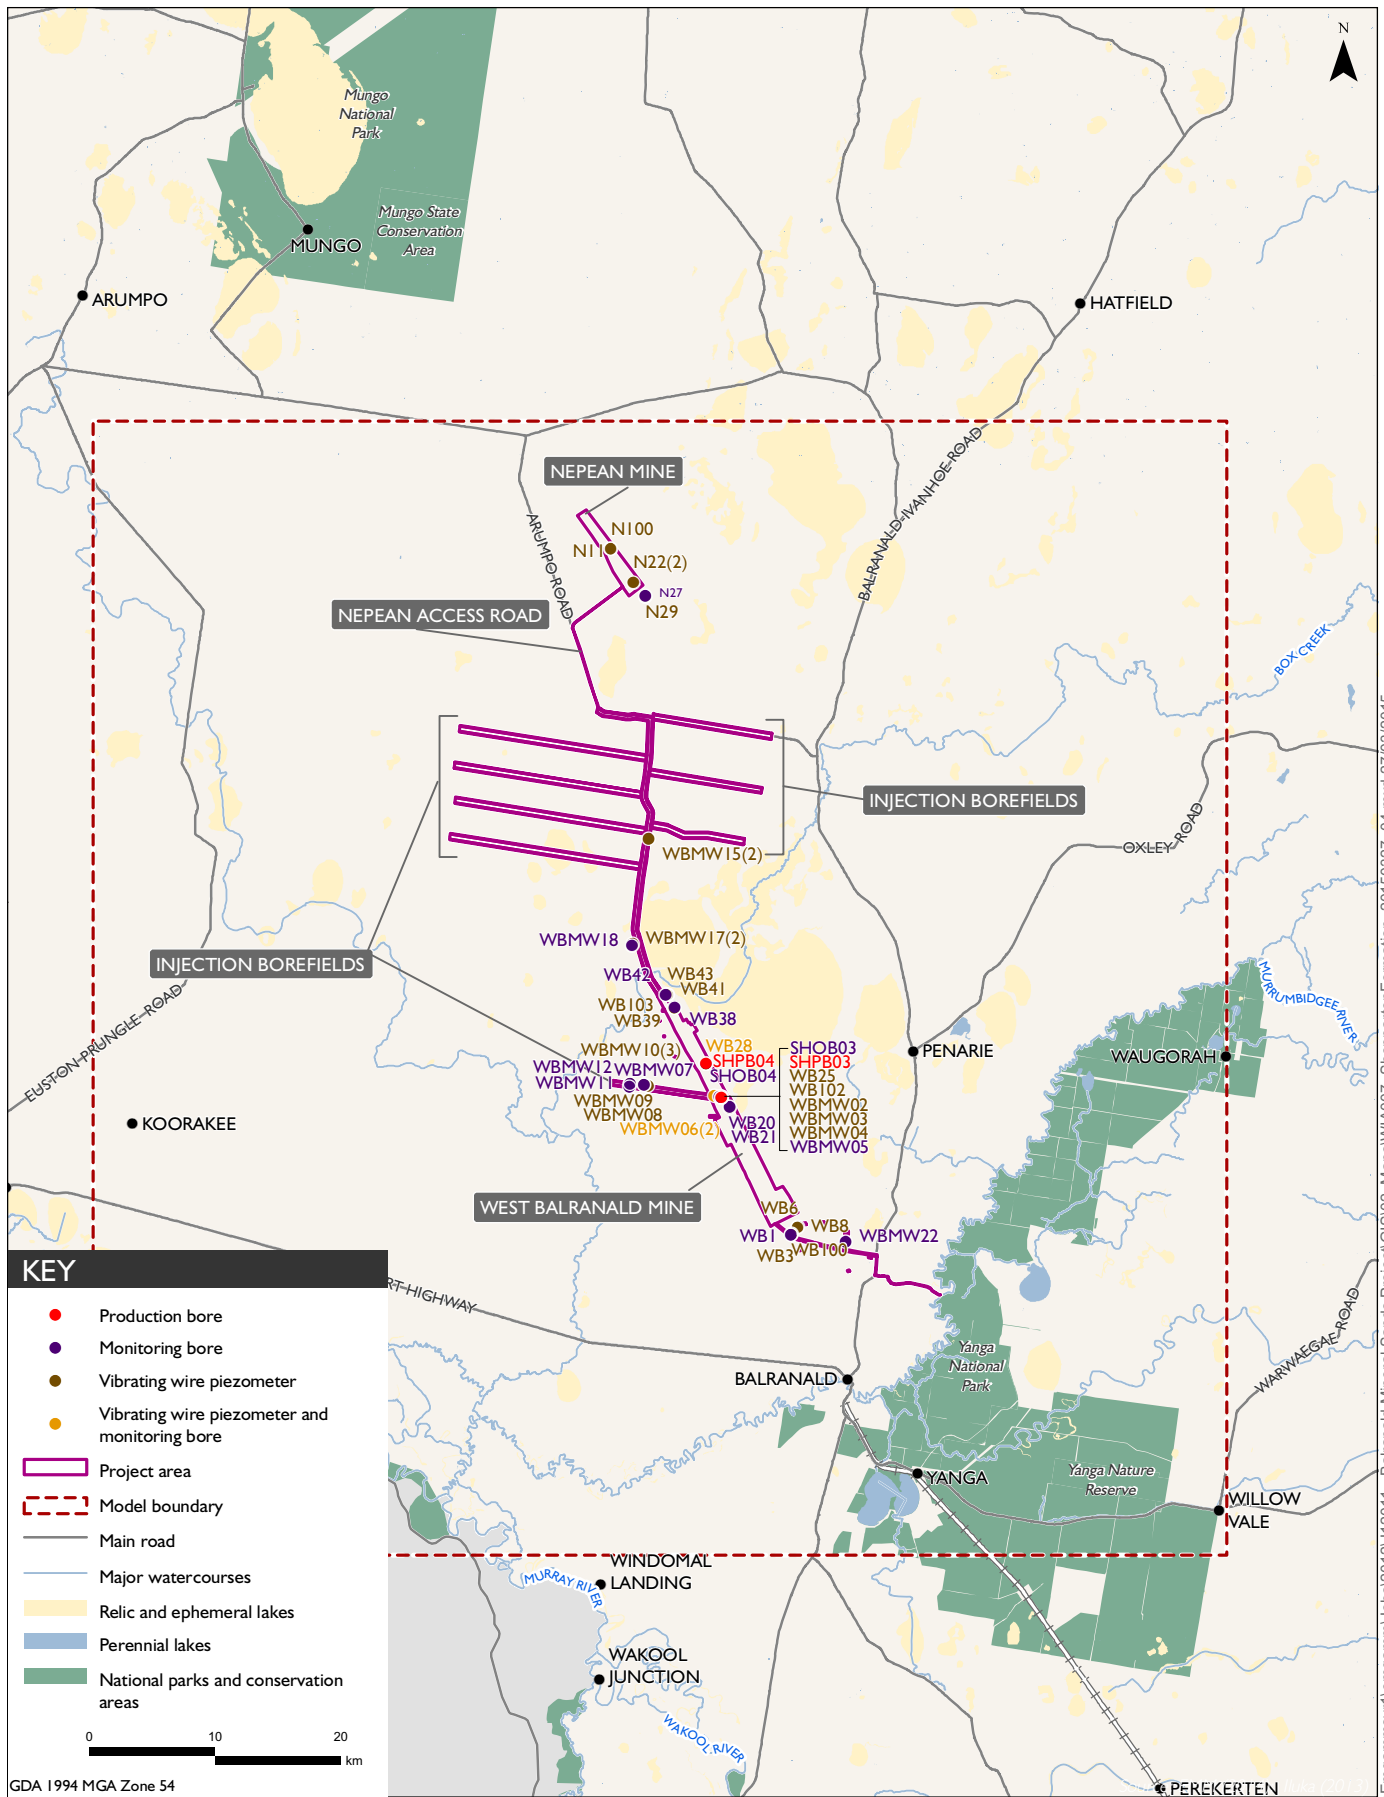 N
Mungo
National
Park
Mungo State
Conservation
Area
MUNGO
ARUMPO
HATFIELD
NEPEAN MINE
ARUMPO ROAD
BALRANALD-IVANHOE ROAD
N100
N11
N22(2)
N27
N29
NEPEAN ACCESS ROAD
BOX CREEK
INJECTION BOREFIELDS
OXLEY ROAD
WBMW15(2)
WBMW18
WBMW17(2)
INJECTION BOREFIELDS
WB42
WB43
WB41
WB103
WB39
WB38
EUSTON-PRUNGLE ROAD
MURRUMBIDGEE RIVER
WB28
WBMW10(3)
SHPB04
WBMW12
WBMW07
SHOB04
WBMW11
WBMW09
WBMW08
WBMW06(2)
SHOB03
SHPB03
WB25
WB102
WBMW02
WBMW03
WBMW04
WBMW05
WB20
WB21
PENARIE
WAUGORAH
KOORAKEE
WEST BALRANALD MINE
WB6
WB8
WB1
WB3
WB100
WBMW22
RT HIGHWAY
Yanga
National
Park
WARWAEGAE ROAD
BALRANALD
YANGA
Yanga Nature
Reserve
WILLOW
VALE
WINDOMAL
LANDING
MURRAY RIVER
WAKOOL
JUNCTION
WAKOOL RIVER
PEREKERTEN
KEY
Production bore
Monitoring bore
Vibrating wire piezometer
Vibrating wire piezometer and
monitoring bore
Project area
Model boundary
Main road
Major watercourses
Relic and ephemeral lakes
Perennial lakes
National parks and conservation
areas
0 10 20
km
GDA 1994 MGA Zone 54